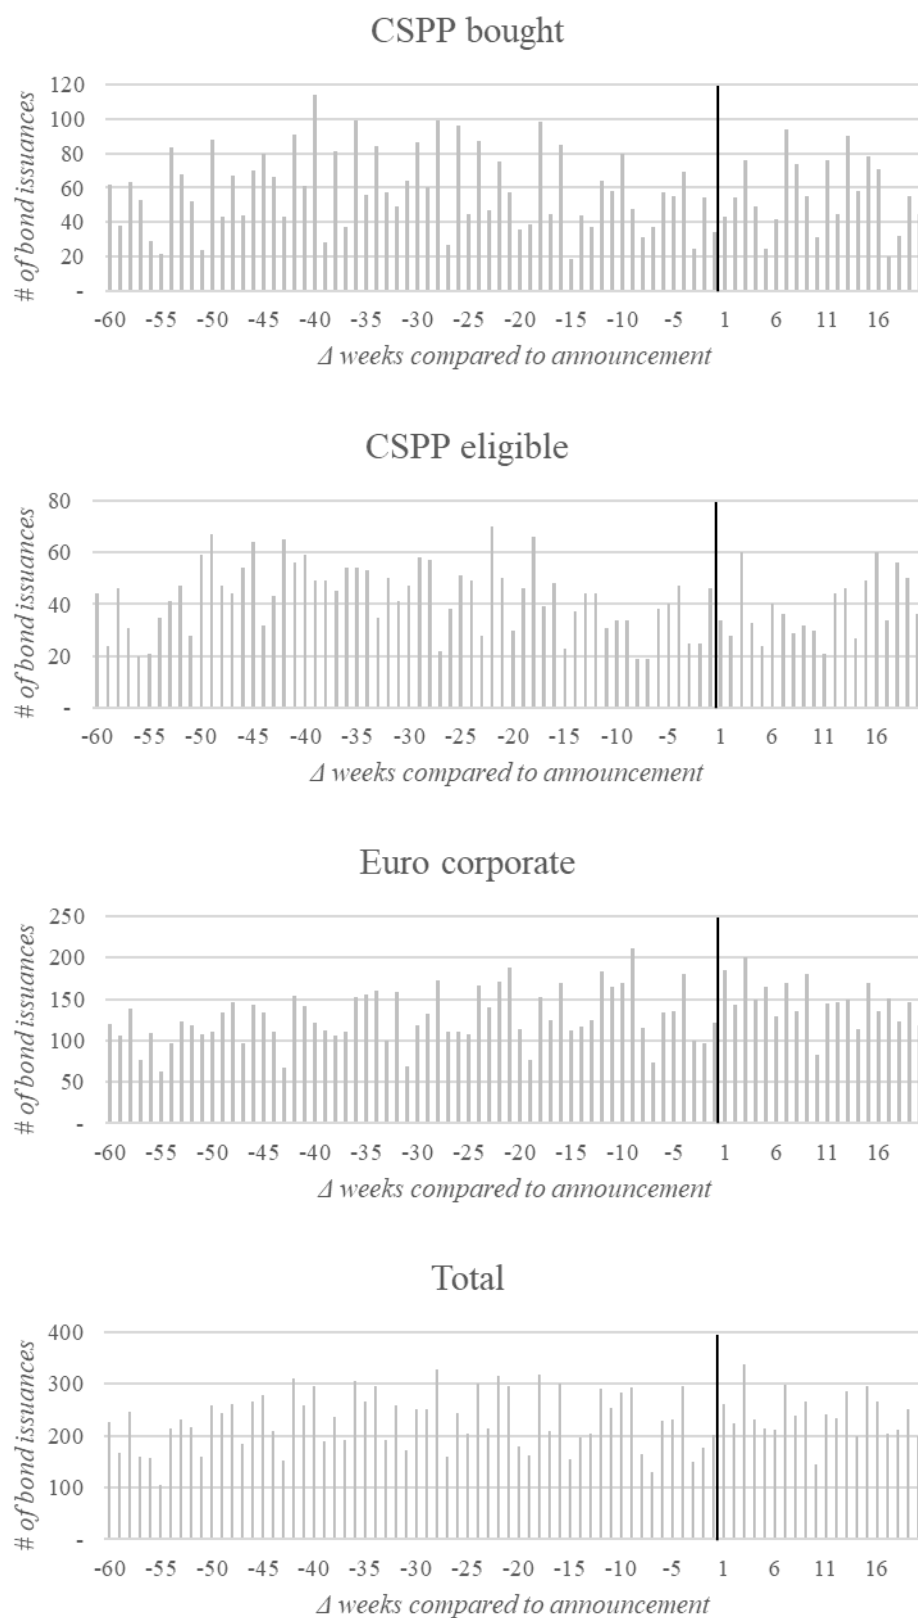 CSPP bought
# of bond issuances
120
100
80
60
40
20
-
-60 -55 -50 -45 -40 -35 -30 -25 -20 -15 -10 -5 1 6 11 16
Δ weeks compared to announcement
CSPP eligible
# of bond issuances
80
60
40
20
-
-60 -55 -50 -45 -40 -35 -30 -25 -20 -15 -10 -5 1 6 11 16
Δ weeks compared to announcement
Euro corporate
# of bond issuances
250
200
150
100
50
-
-60 -55 -50 -45 -40 -35 -30 -25 -20 -15 -10 -5 1 6 11 16
Δ weeks compared to announcement
Total
# of bond issuances
400
300
200
100
-
-60 -55 -50 -45 -40 -35 -30 -25 -20 -15 -10 -5 1 6 11 16
Δ weeks compared to announcement